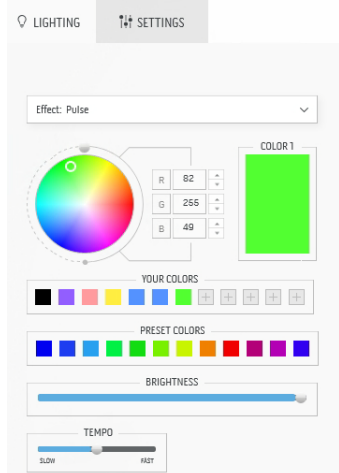 LIGHTING SETTINGS
Effect: Pulse
COLOR 1
R 82
G 255
B 49
YOUR COLORS
PRESET COLORS
BRIGHTNESS
TEMPO
SLOW FAST